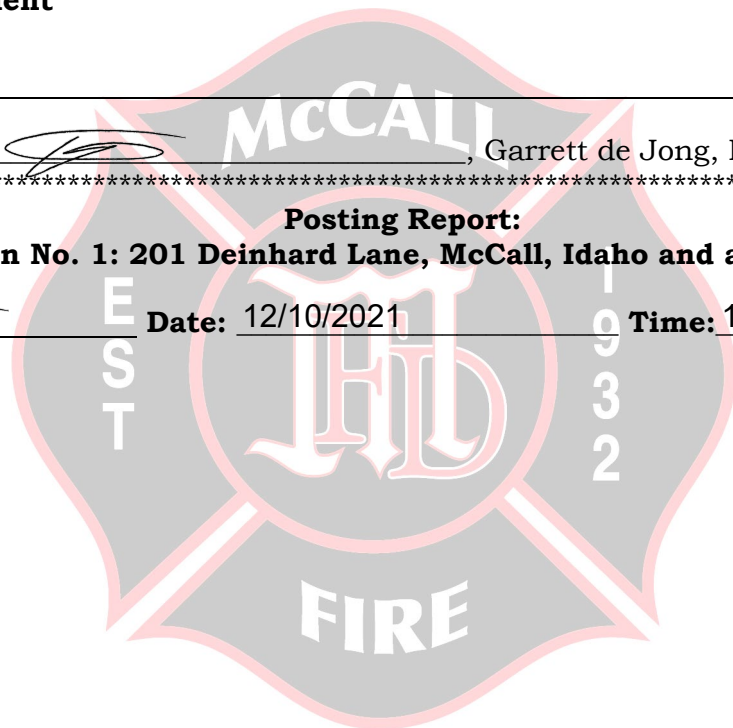 McCALL
, Garrett de Jong,
Posting Report:
No. 1: 201 Deinhard Lane, McCall, Idaho and
EST
1932
Date: 12/10/2021 Time:
MFD
FIRE